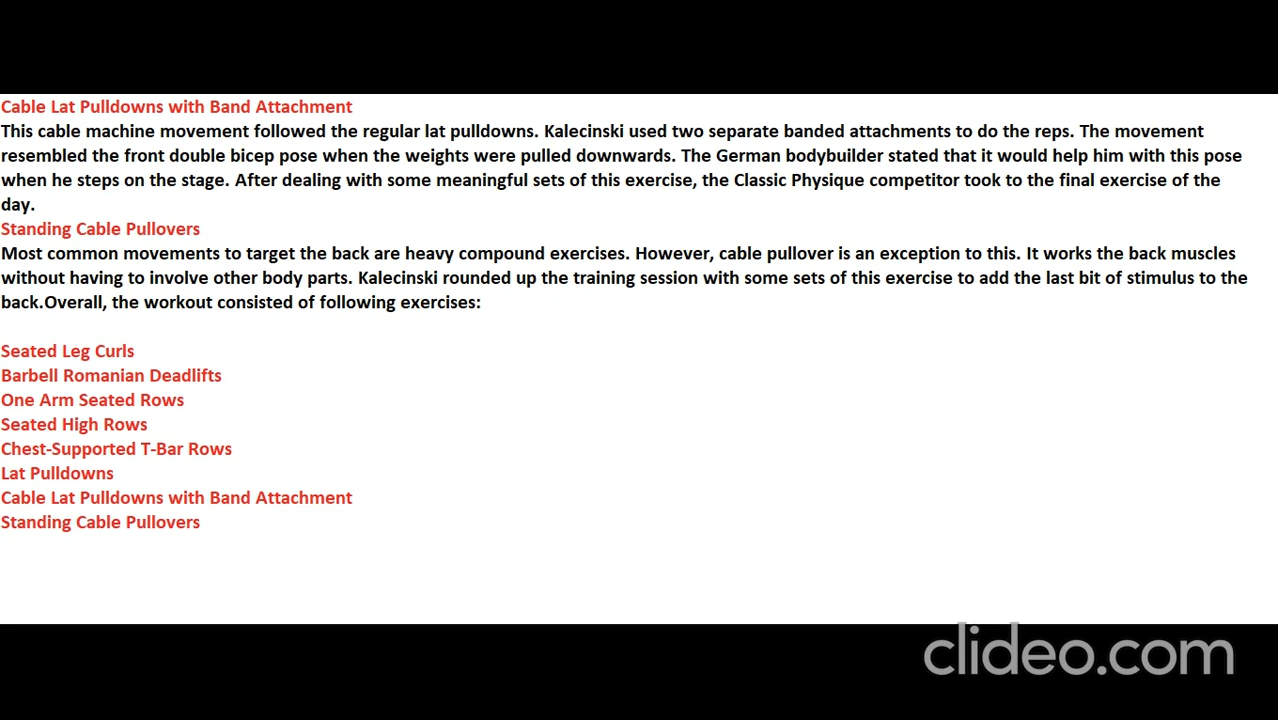 Cable Lat Pulldowns with Band Attachment
This cable machine movement followed the regular lat pulldowns. Kalecinski used two separate banded attachments to do the reps. The movement
resembled the front double bicep pose when the weights were pulled downwards. The German bodybuilder stated that it would help him with this pose
when he steps on the stage. After dealing with some meaningful sets of this exercise, the Classic Physique competitor took to the final exercise of the
day.
Standing Cable Pullovers
Most common movements to target the back are heavy compound exercises. However, cable pullover is an exception to this. It works the back muscles
without having to involve other body parts. Kalecinski rounded up the training session with some sets of this exercise to add the last bit of stimulus to the
back.Overall, the workout consisted of following exercises:
Seated Leg Curls
Barbell Romanian Deadlifts
One Arm Seated Rows
Seated High Rows
Chest-Supported T-Bar Rows
Lat Pulldowns
Cable Lat Pulldowns with Band Attachment
Standing Cable Pullovers
clideo.com